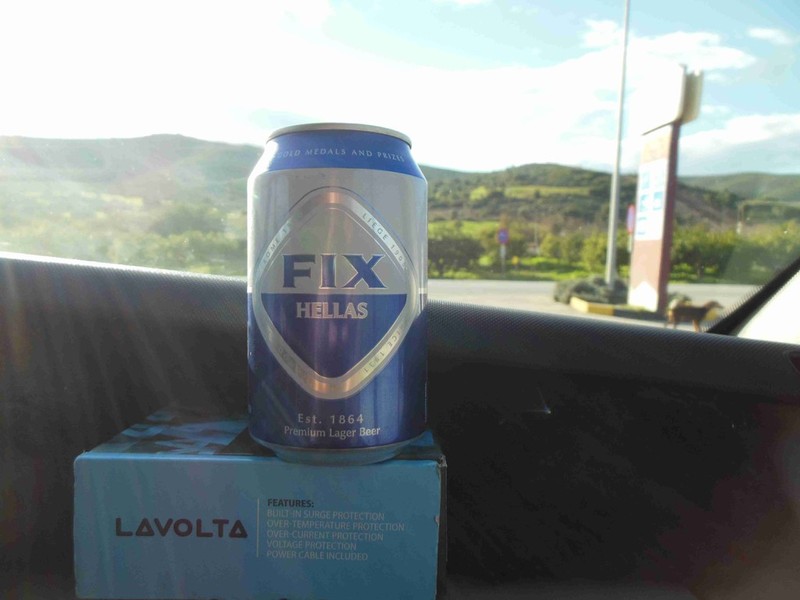 GOLD MEDALS AND PRIZES
LIEGE
FIX
HELLAS
Est. 1864
Premium Lager Beer
LAVOLTA
FEATURES:
BUILT-IN SURGE PROTECTION
OVER-TEMPERATURE PROTECTION
OVER-CURRENT PROTECTION
VOLTAGE PROTECTION
POWER CABLE INCLUDED